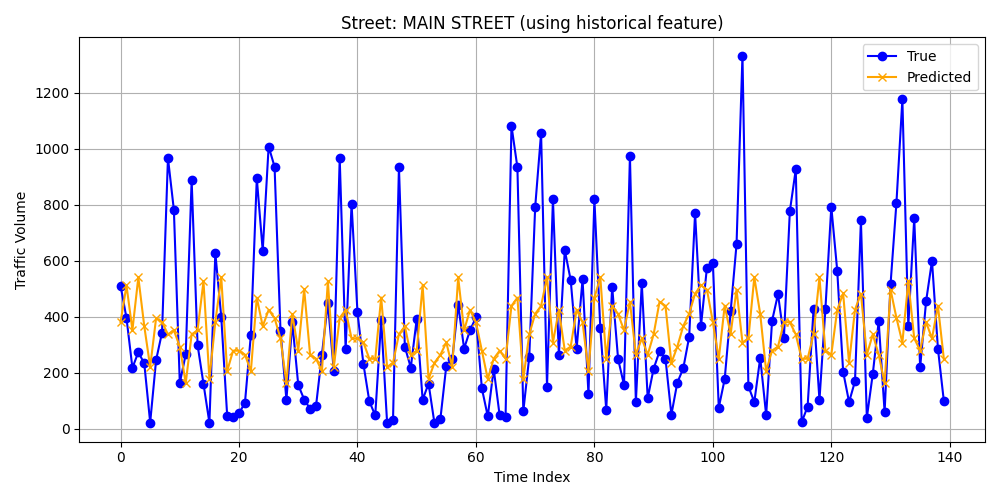 Street: MAIN STREET (using historical feature)
True
Predicted
Traffic Volume
1200
1000
800
600
400
200
0
0 20 40 60 80 100 120 140
Time Index